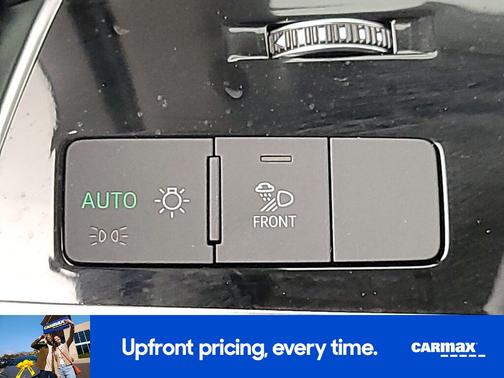 AUTO
FRONT
Upfront pricing, every time.
CARMAX